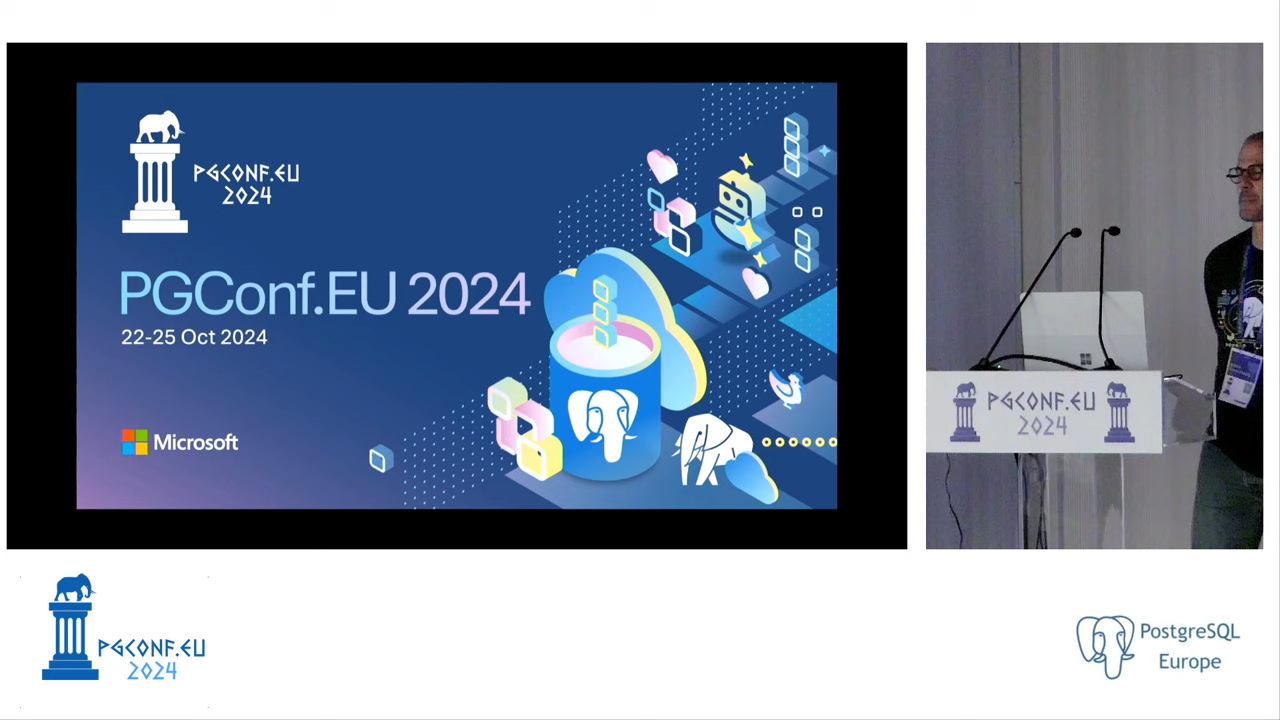 PGCONF.EU
2024
PGConf.EU 2024
22-25 Oct 2024
Microsoft
PGCONF.EU
2024
PGCONF.EU
2024
PostgreSQL
Europe